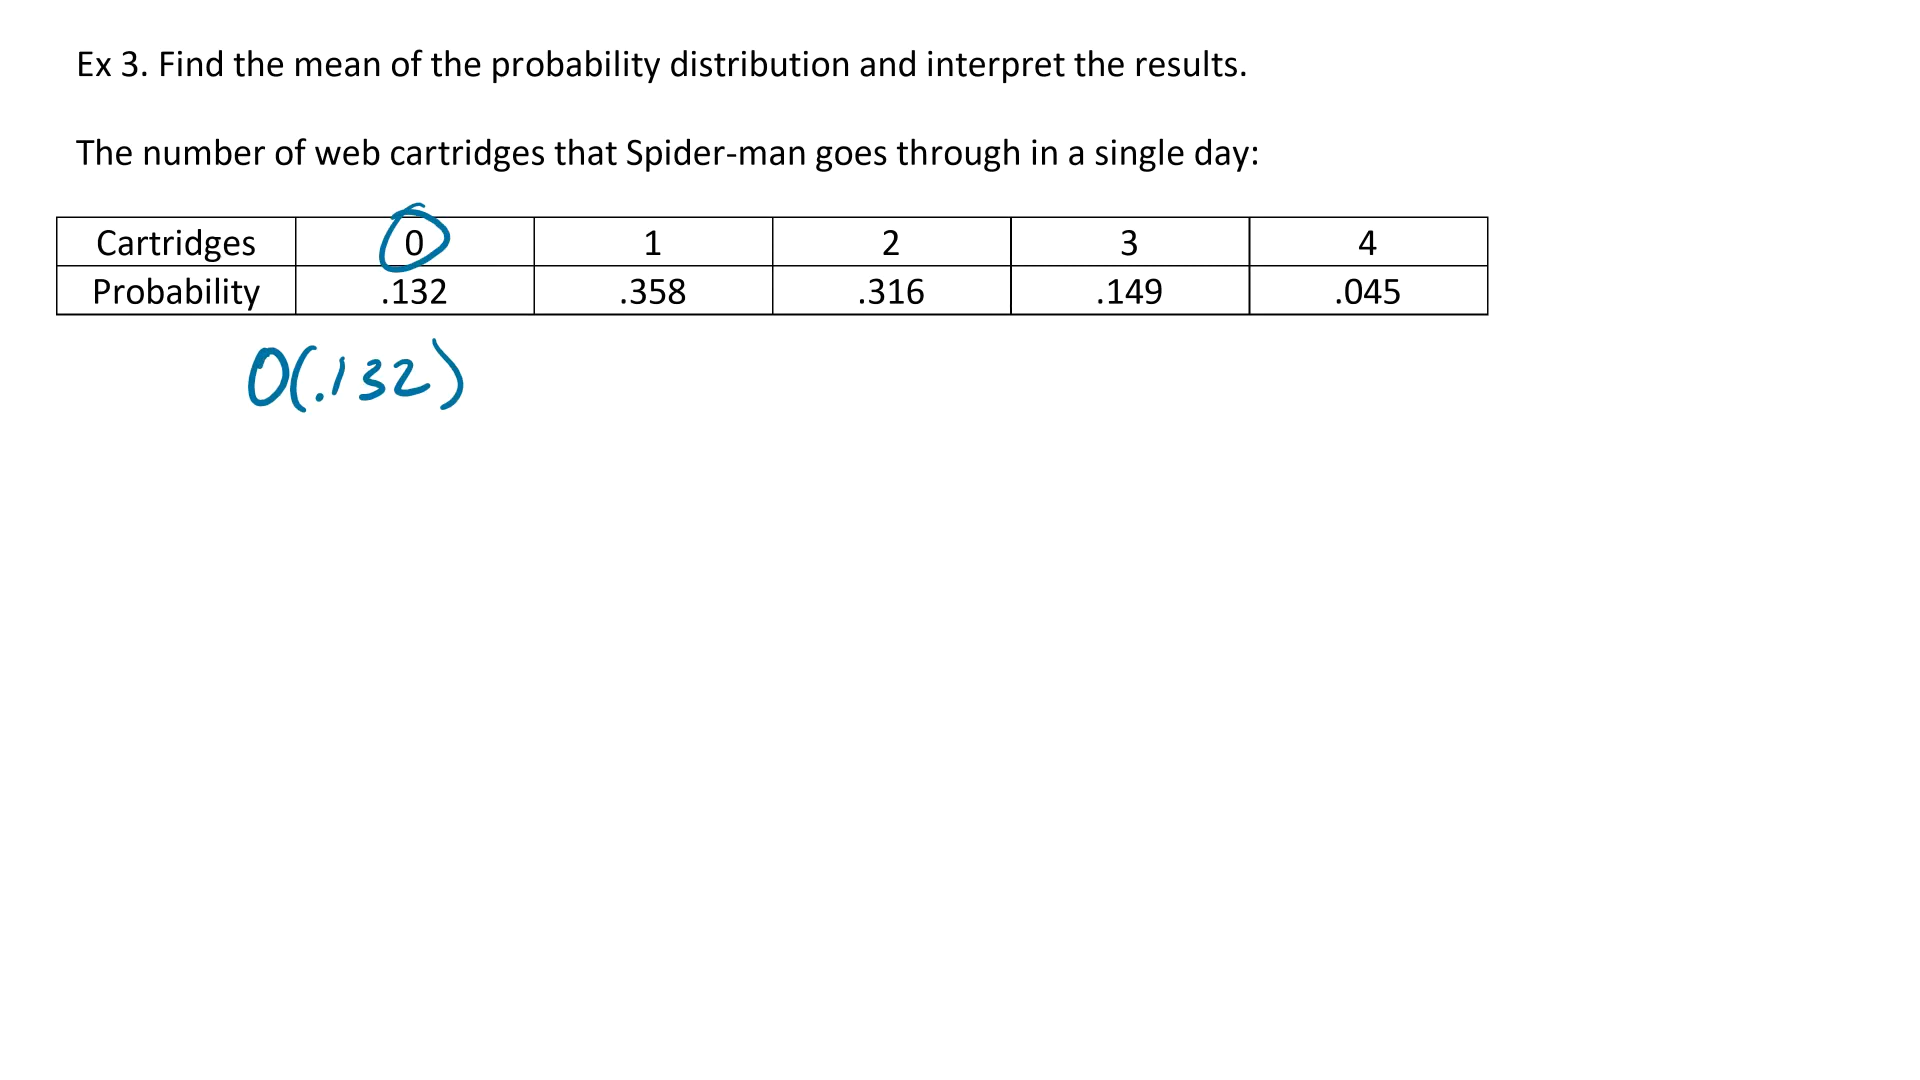 Ex 3. Find the mean of the probability distribution and interpret the results.
The number of web cartridges that Spider-man goes through in a single day:
Cartridges 0 1 2 3 4
Probability .132 .358 .316 .149 .045
0(.132)